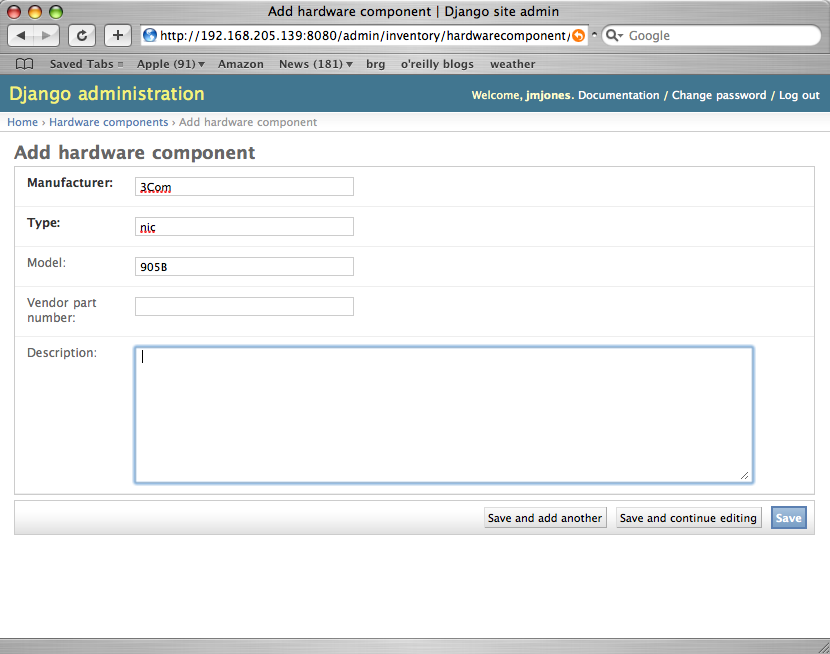 Add hardware component | Django site admin
http://192.168.205.139:8080/admin/inventory/hardwarecomponent/
Google
Saved Tabs Apple (91) Amazon News (181) brg o'reilly blogs weather
Django administration
Welcome, jmjones. Documentation / Change password / Log out
Home › Hardware components › Add hardware component
Add hardware component
Manufacturer: 3Com
Type: nic
Model: 905B
Vendor part
number:
Description:
Save and add another Save and continue editing Save